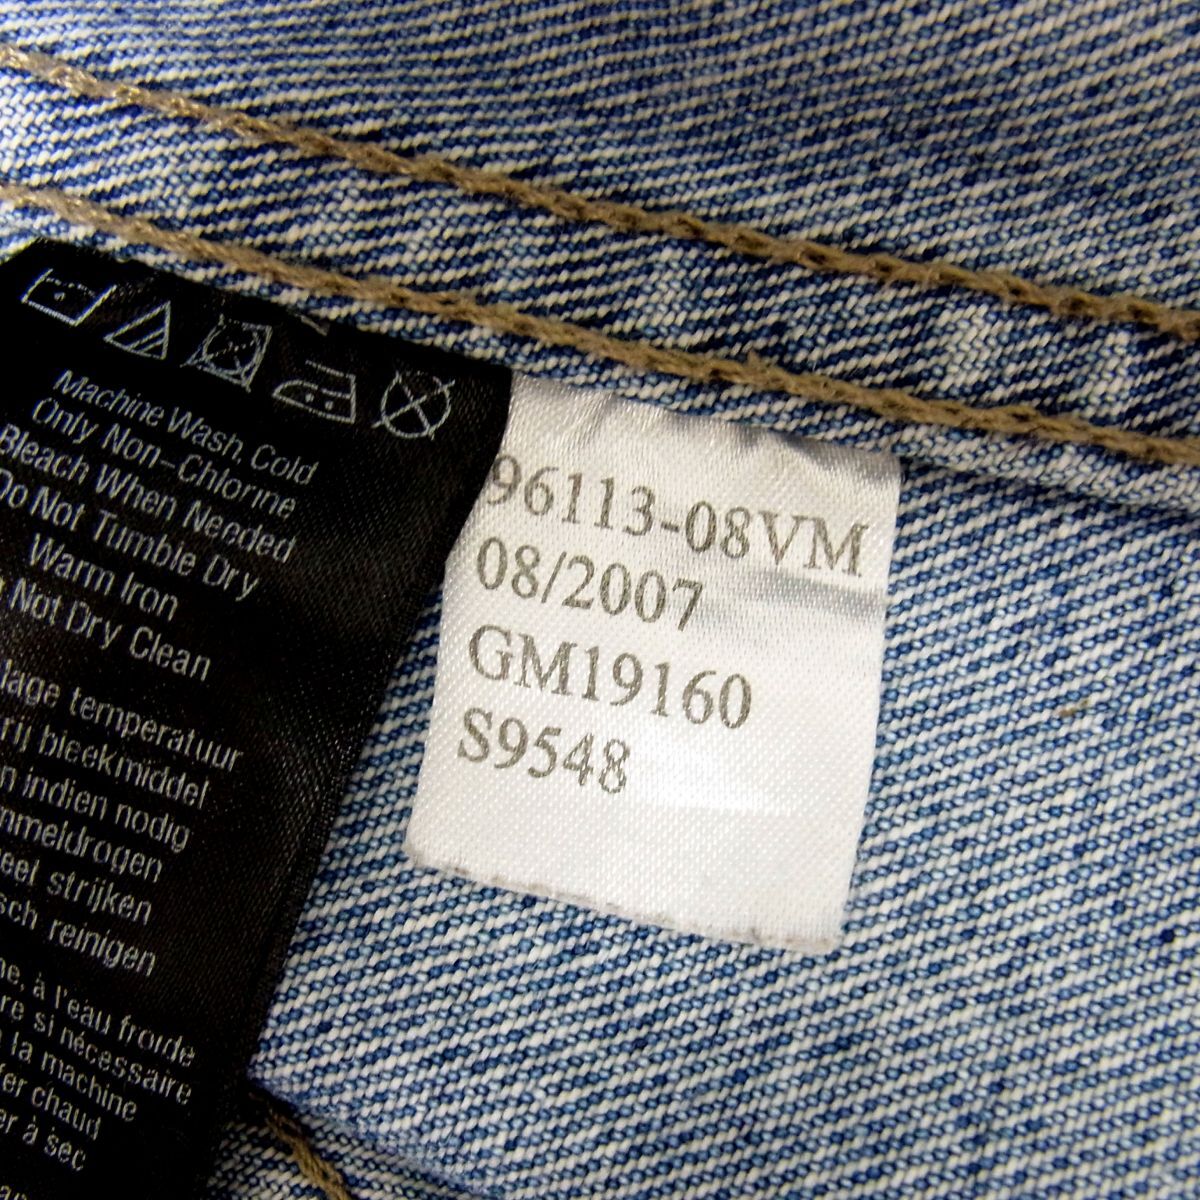 Machine Wash Cold
Only Non-Chlorine
Bleach When Needed
Do Not Tumble Dry
Warm Iron
Not Dry Clean
lage temperatuur
rij bleekmiddel
indien nodig
strijken
reinigen
à l'eau froide
si nécessaire
la machine
chaud
à sec
96113-08VM
08/2007
GM19160
S9548